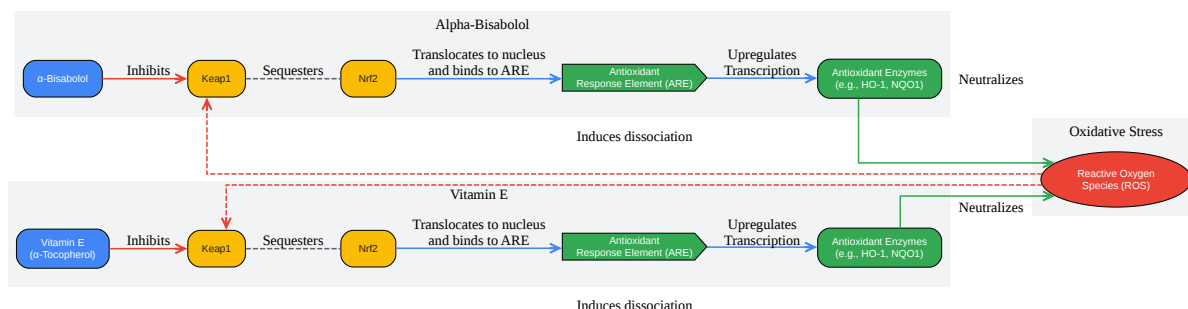 Alpha-Bisabolol
α-Bisabolol
Inhibits
Keap1
Sequesters
Nrf2
Translocates to nucleus
and binds to ARE
Antioxidant
Response Element (ARE)
Upregulates
Transcription
Antioxidant Enzymes
(e.g., HO-1, NQO1)
Neutralizes
Induces dissociation
Oxidative Stress
Reactive Oxygen
Species (ROS)
Vitamin E
Vitamin E
(α-Tocopherol)
Inhibits
Keap1
Sequesters
Nrf2
Translocates to nucleus
and binds to ARE
Antioxidant
Response Element (ARE)
Upregulates
Transcription
Antioxidant Enzymes
(e.g., HO-1, NQO1)
Neutralizes
Induces dissociation